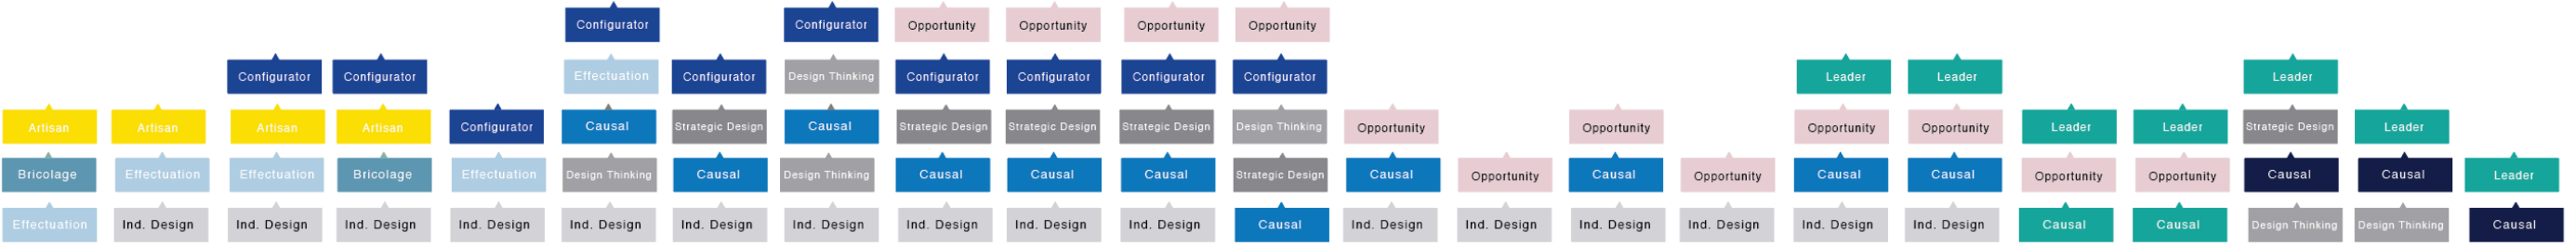 Configurator Configurator Opportunity Opportunity Opportunity Opportunity
Configurator Configurator Effectuation Configurator Design Thinking Configurator Configurator Configurator Configurator Leader Leader Leader
Artisan Artisan Artisan Artisan Configurator Causal Strategic Design Causal Strategic Design Strategic Design Strategic Design Design Thinking Opportunity Opportunity Opportunity Opportunity Leader Leader Strategic Design Leader
Bricolage Effectuation Effectuation Bricolage Effectuation Design Thinking Causal Design Thinking Causal Causal Causal Strategic Design Causal Opportunity Causal Opportunity Causal Causal Opportunity Opportunity Causal Causal Leader
Effectuation Ind. Design Ind. Design Ind. Design Ind. Design Ind. Design Ind. Design Ind. Design Ind. Design Ind. Design Ind. Design Causal Ind. Design Ind. Design Ind. Design Ind. Design Ind. Design Ind. Design Causal Causal Design Thinking Design Thinking Causal